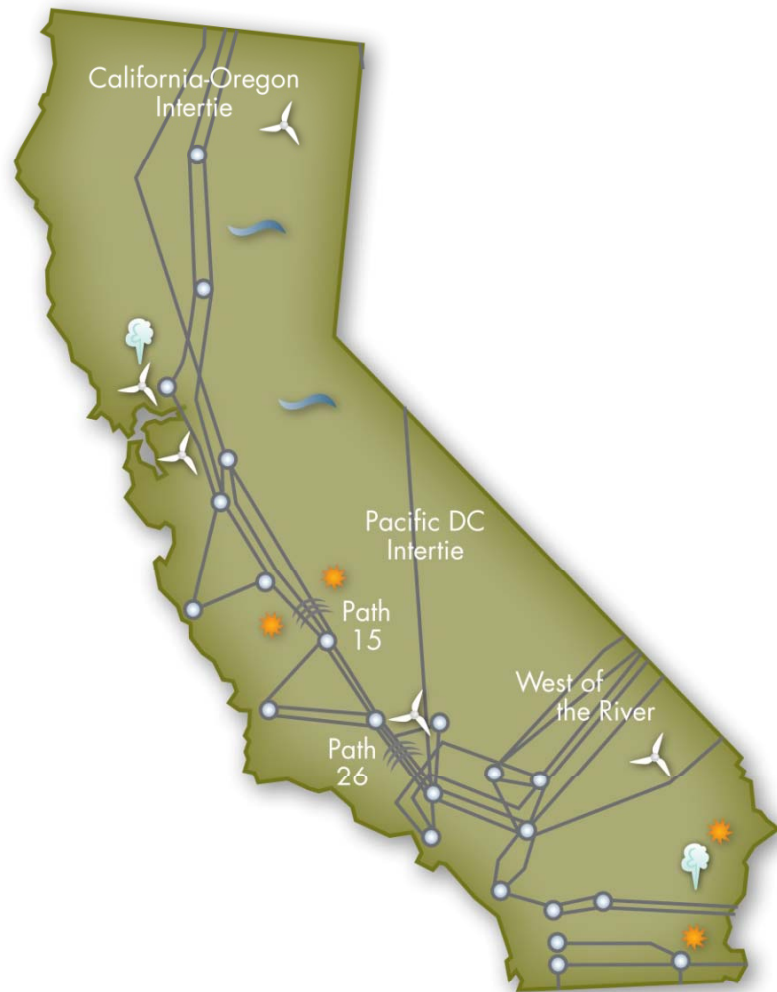 California-Oregon
Intertie
Pacific DC
Intertie
Path
15
West of
the River
Path
26